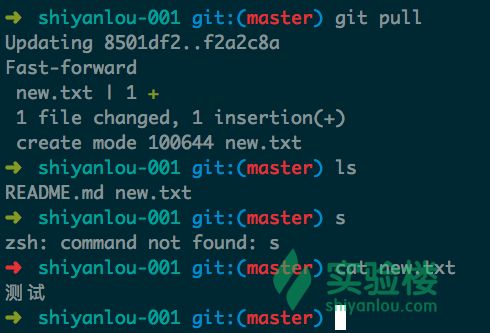 ➜ shiyanlou-001 git:(master) git pull
Updating 8501df2..f2a2c8a
Fast-forward
 new.txt | 1 +
 1 file changed, 1 insertion(+)
 create mode 100644 new.txt
➜ shiyanlou-001 git:(master) ls
README.md new.txt
➜ shiyanlou-001 git:(master) s
zsh: command not found: s
➜ shiyanlou-001 git:(master) cat new.txt
测试
➜ shiyanlou-001 git:(master)
实验楼
shiyanlou.com